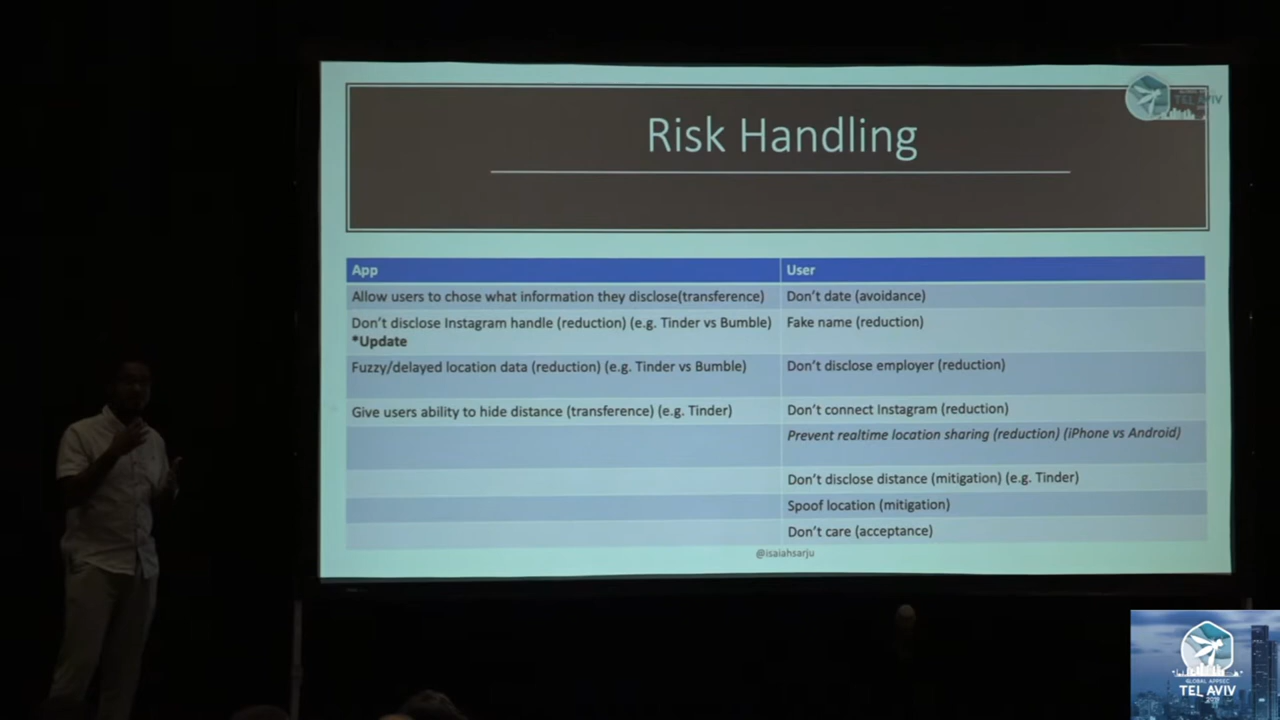 Risk Handling
TEL AVIV
App
User
Allow users to chose what information they disclose(transference)
Don't date (avoidance)
Don't disclose Instagram handle (reduction) (e.g. Tinder vs Bumble)
*Update
Fake name (reduction)
Fuzzy/delayed location data (reduction) (e.g. Tinder vs Bumble)
Don't disclose employer (reduction)
Give users ability to hide distance (transference) (e.g. Tinder)
Don't connect Instagram (reduction)
Prevent realtime location sharing (reduction) (iPhone vs Android)
Don't disclose distance (mitigation) (e.g. Tinder)
Spoof location (mitigation)
Don't care (acceptance)
@isaiahsarju
GLOBAL APPSEC
TEL AVIV